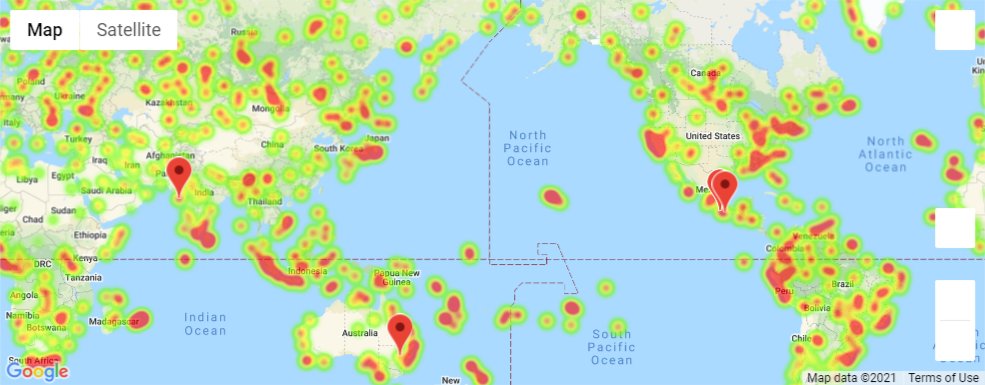 Map
Satellite
Russia
Canada
Poland
Ukraine
Kazakhstan
Mongolia
Italy
Turkey
Japan
South Korea
China
United States
North
Pacific
Ocean
North
Atlantic
Ocean
Iraq
Iran
Afghanistan
Libya
Egypt
Saudi Arabia
India
Thailand
Chad
Sudan
Ethiopia
Venezuela
Colombia
DRC
Kenya
Tanzania
Indonesia
Papua New
Guinea
Brazil
Peru
Angola
Namibia
Botswana
Madagascar
Bolivia
Indian
Ocean
Australia
South
Pacific
Ocean
Chile
South Africa
Google
New
Map data ©2021
Terms of Use